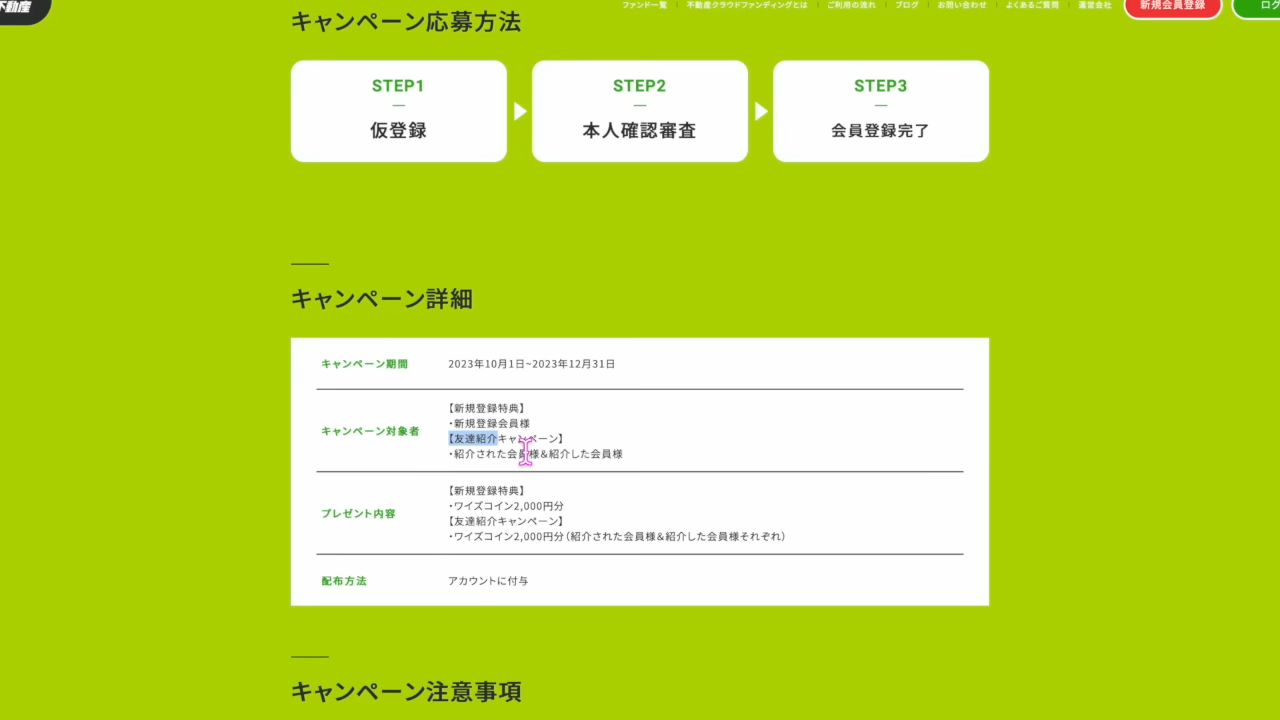 不動産
ファンド一覧 不動産クラウドファンディングとは ご利用の流れ ブログ お問い合わせ よくあるご質問 運営会社 新規会員登録 ログ
キャンペーン応募方法
STEP1
仮登録
STEP2
本人確認審査
STEP3
会員登録完了
キャンペーン詳細
キャンペーン期間
2023年10月1日~2023年12月31日
キャンペーン対象者
【新規登録特典】
・新規登録会員様
【友達紹介キャンペーン】
・紹介された会員様＆紹介した会員様
プレゼント内容
【新規登録特典】
・ワイズコイン2,000円分
【友達紹介キャンペーン】
・ワイズコイン2,000円分（紹介された会員様＆紹介した会員様それぞれ）
配布方法
アカウントに付与
キャンペーン注意事項